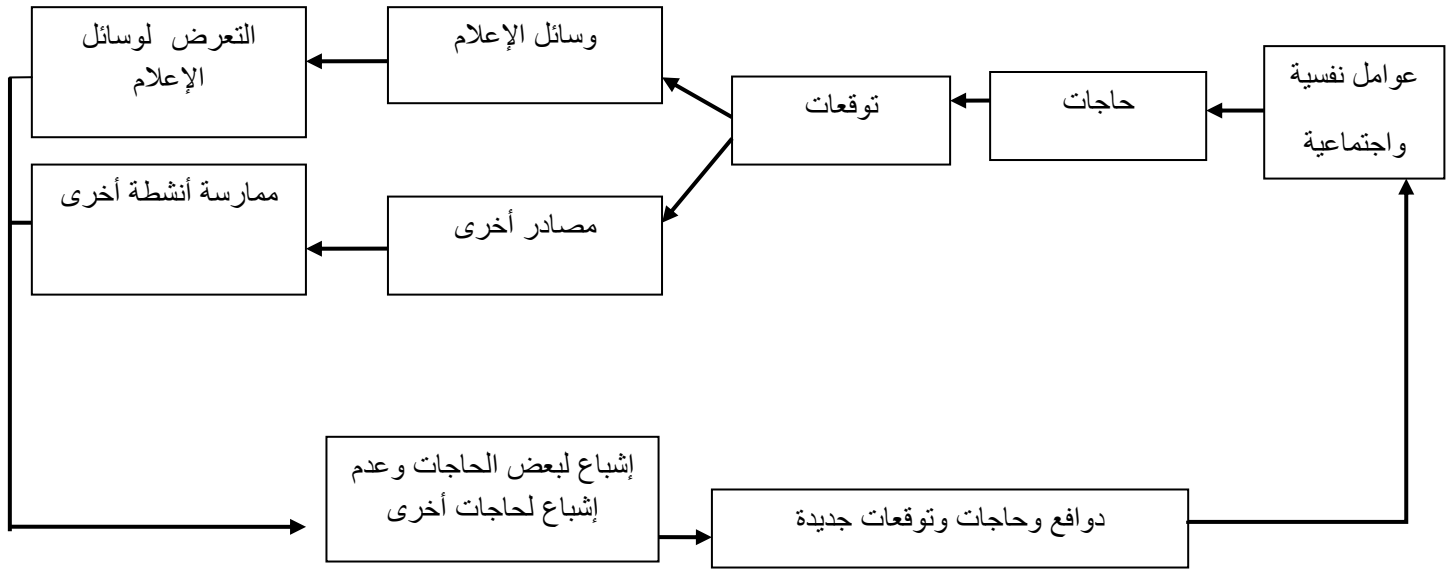 عوامل نفسية
واجتماعية
حاجات
توقعات
وسائل الإعلام
التعرض لوسائل
الإعلام
مصادر أخرى
ممارسة أنشطة أخرى
إشباع لبعض الحاجات وعدم
إشباع لحاجات أخرى
دوافع وحاجات وتوقعات جديدة